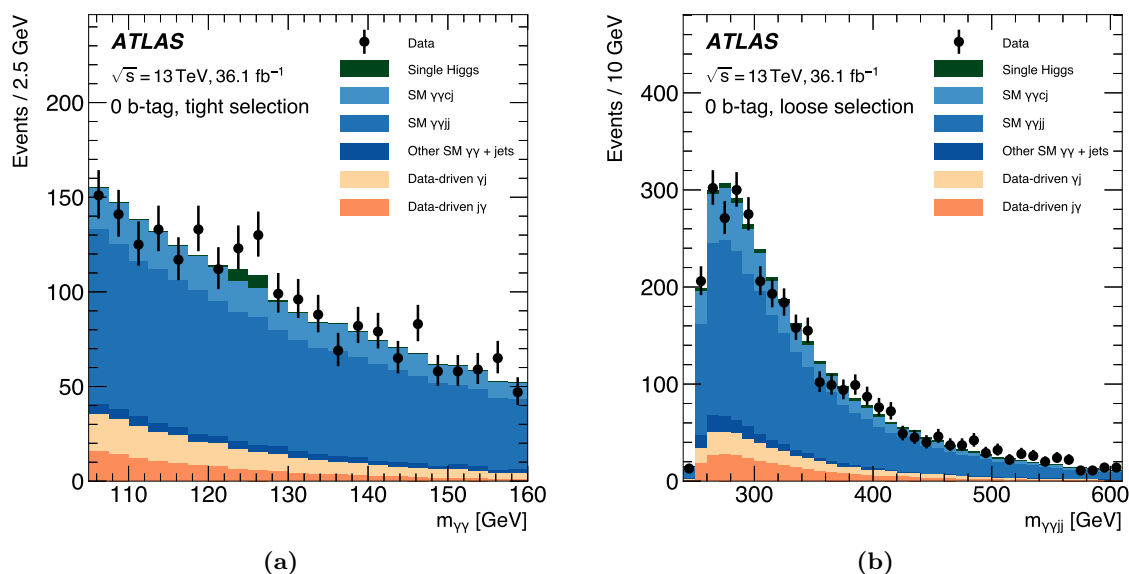 ATLAS
√s = 13 TeV, 36.1 fb⁻¹
0 b-tag, tight selection
Data
Single Higgs
SM γγcj
SM γγjj
Other SM γγ + jets
Data-driven γj
Data-driven jγ
Events / 2.5 GeV
200
150
100
50
0
110 120 130 140 150 160
mγγ [GeV]
(a)
ATLAS
√s = 13 TeV, 36.1 fb⁻¹
0 b-tag, loose selection
Data
Single Higgs
SM γγcj
SM γγjj
Other SM γγ + jets
Data-driven γj
Data-driven jγ
Events / 10 GeV
400
300
200
100
0
300 400 500 600
mγγjj [GeV]
(b)